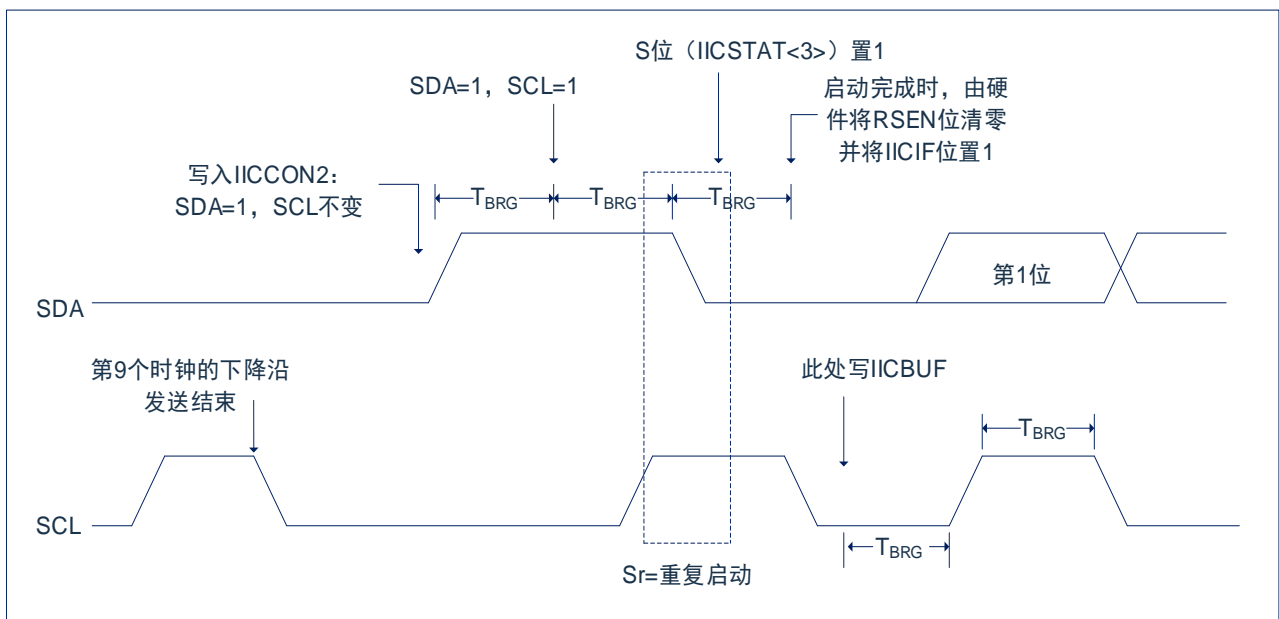 S位（IICSTAT<3>）置1
SDA=1，SCL=1
启动完成时，由硬
件将RSEN位清零
并将IICIF位置1
写入IICCON2：
SDA=1，SCL不变
TBRG
TBRG
TBRG
第1位
SDA
第9个时钟的下降沿
发送结束
此处写IICBUF
TBRG
SCL
TBRG
Sr=重复启动